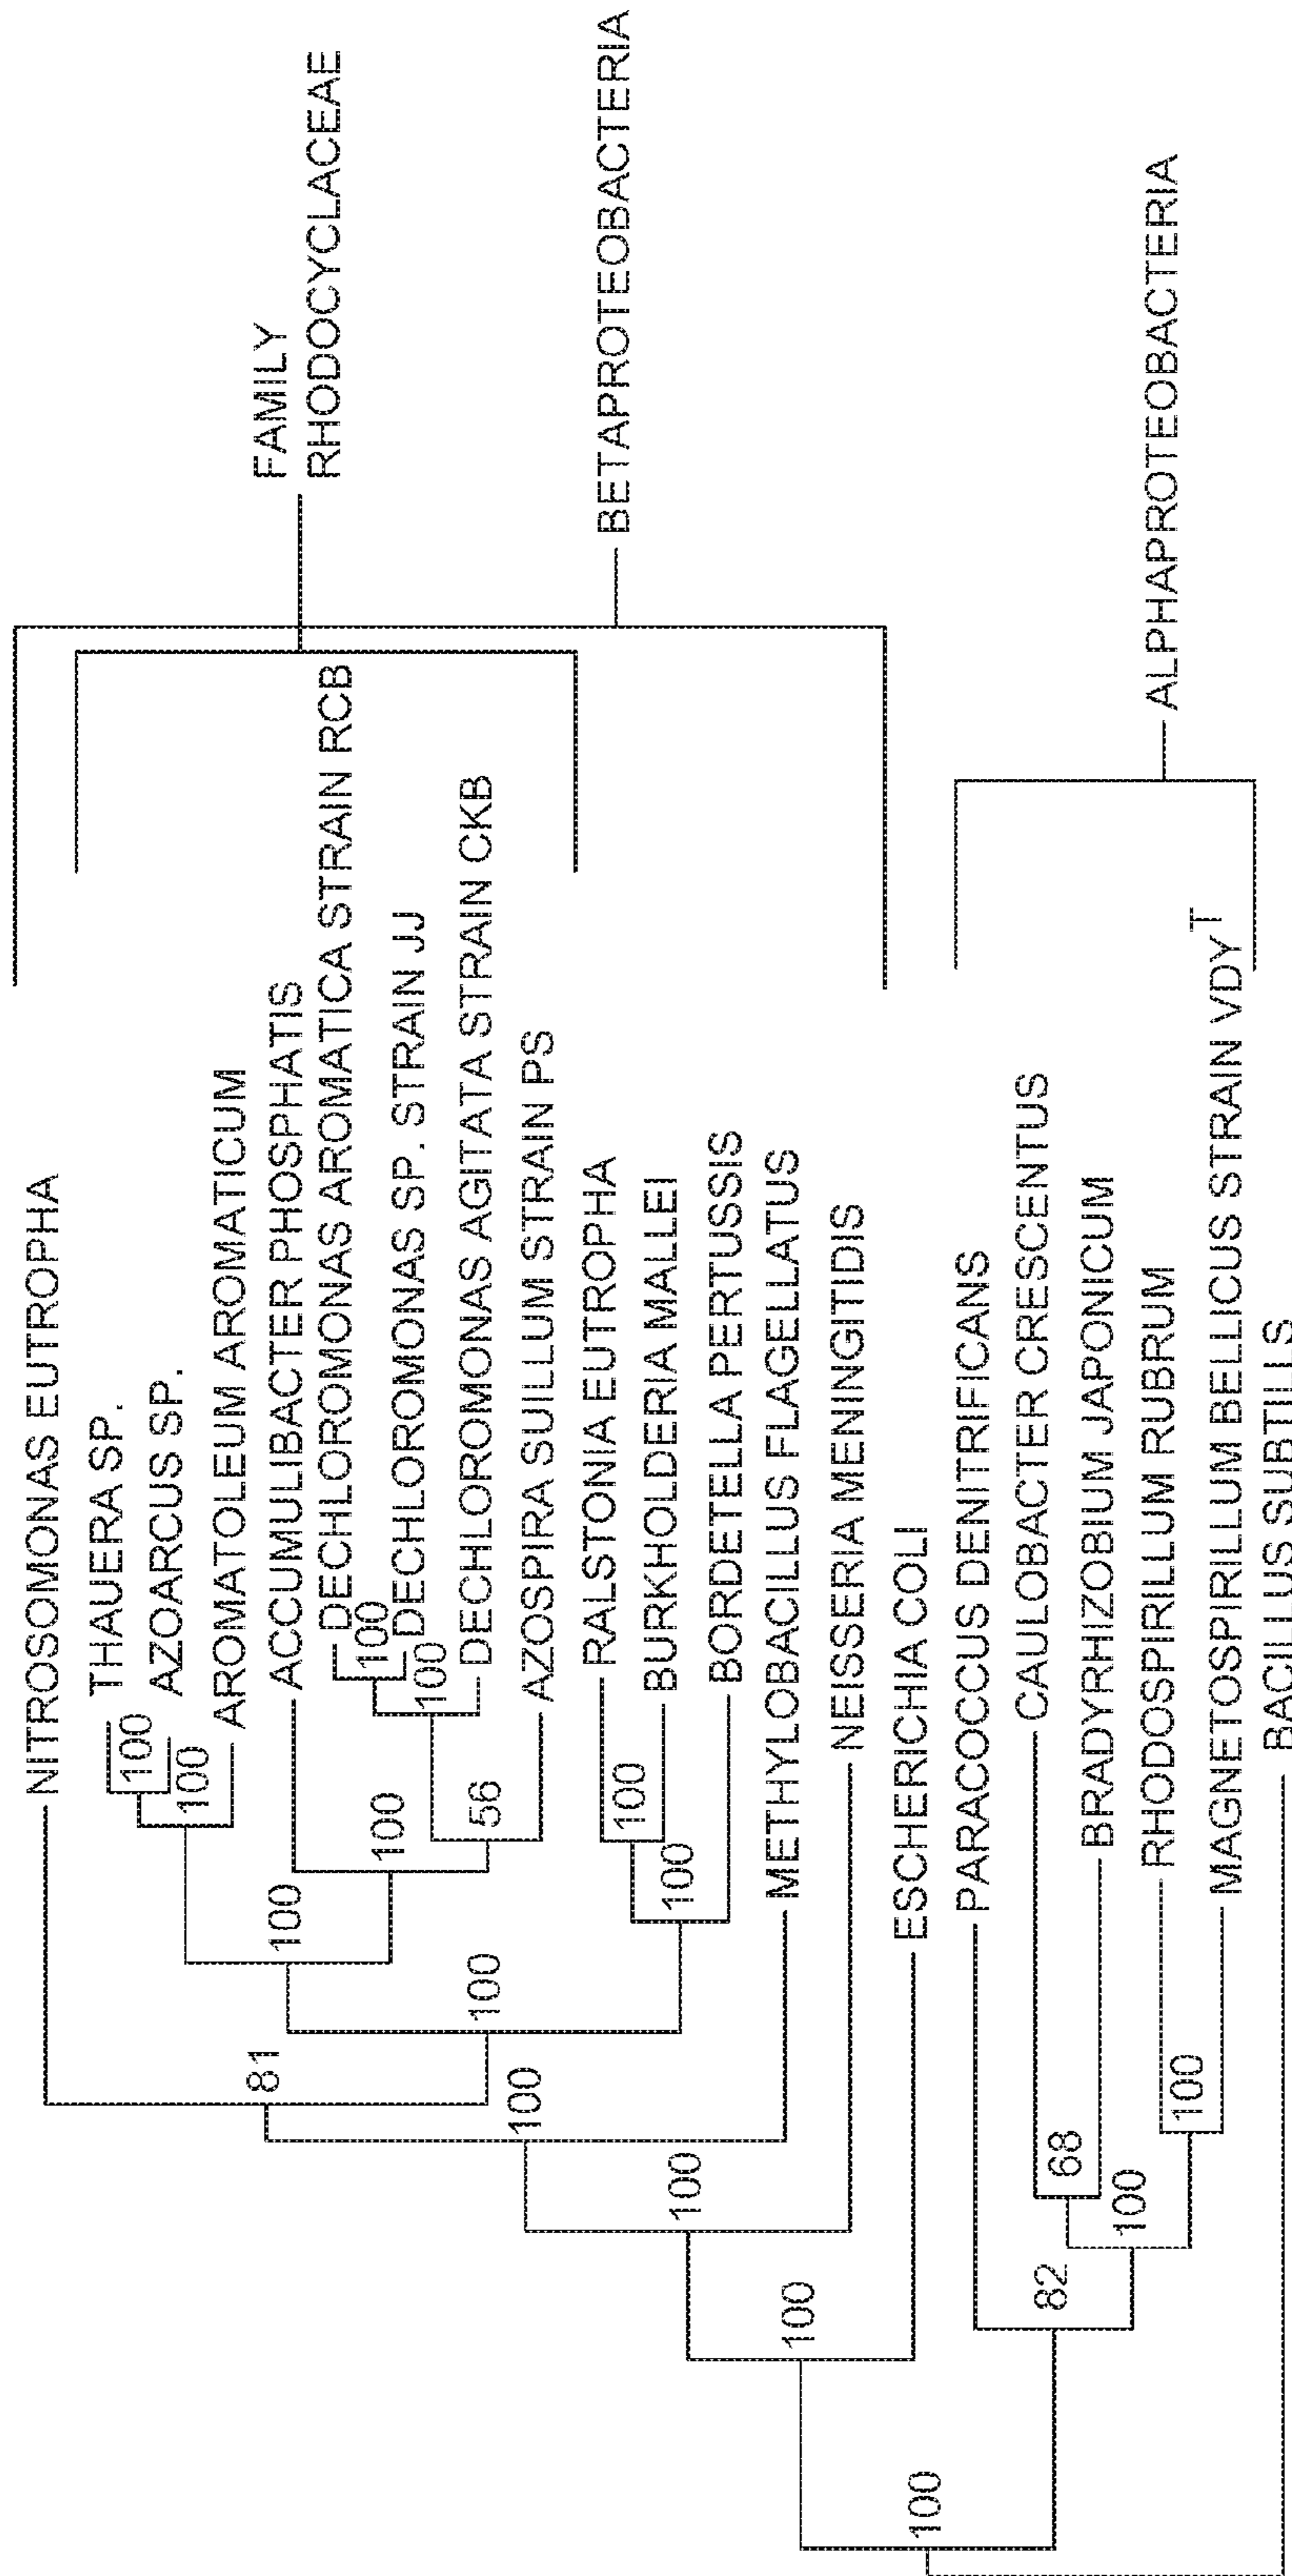 NITROSOMONAS EUTROPHA
THAUERA SP.
AZOARCUS SP.
AROMATOLEUM AROMATICUM
ACCUMULIBACTER PHOSPHATIS
DECHLOROMONAS AROMATICA STRAIN RCB
DECHLOROMONAS SP. STRAIN JJ
DECHLOROMONAS AGITATA STRAIN CKB
AZOSPIRA SUILLUM STRAIN PS
RALSTONIA EUTROPHA
BURKHOLDERIA MALLEI
BORDETELLA PERTUSSIS
METHYLOBACILLUS FLAGELLATUS
NEISSERIA MENINGITIDIS
ESCHERICHIA COLI
PARACOCCUS DENITRIFICANS
CAULOBACTER CRESCENTUS
BRADYRHIZOBIUM JAPONICUM
RHODOSPIRILLUM RUBRUM
MAGNETOSPIRILLUM BELLICUS STRAIN VDY^T
BACILLUS SUBTILLS
100
100
100
100
56
100
100
100
100
100
81
100
100
100
68
100
100
82
100
FAMILY
RHODOCYCLACEAE
BETAPROTEOBACTERIA
ALPHAPROTEOBACTERIA